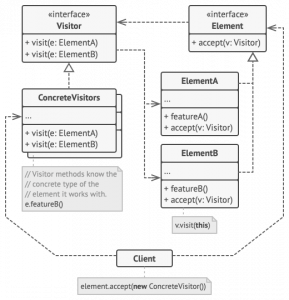 «interface»
Visitor
+ visit(e: ElementA)
+ visit(e: ElementB)
«interface»
Element
+ accept(v: Visitor)
ConcreteVisitors
...
+ visit(e: ElementA)
+ visit(e: ElementB)
// Visitor methods know the
// concrete type of the
// element it works with.
e.featureB()
ElementA
...
+ featureA()
+ accept(v: Visitor)
ElementB
...
+ featureB()
+ accept(v: Visitor)
v.visit(this)
Client
element.accept(new ConcreteVisitor())